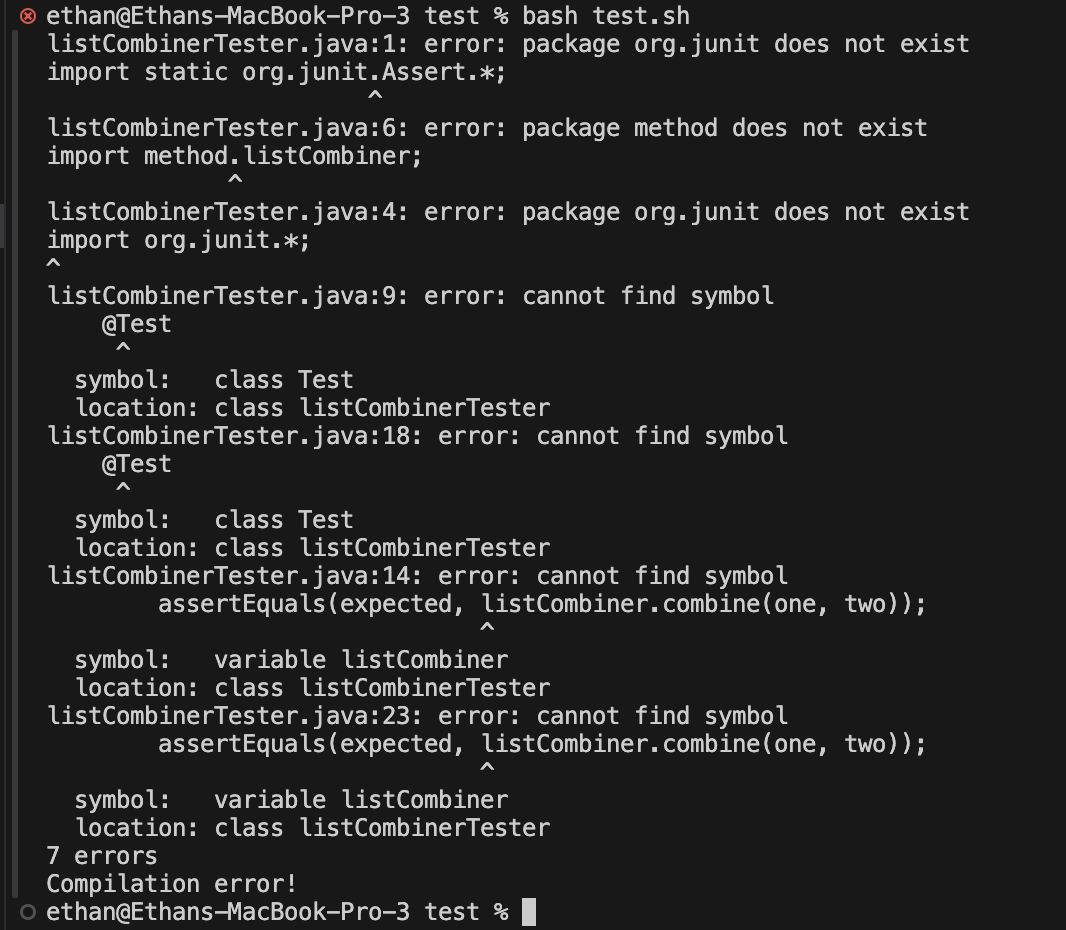 ethan@Ethans-MacBook-Pro-3 test % bash test.sh
listCombinerTester.java:1: error: package org.junit does not exist
import static org.junit.Assert.*;
                       ^
listCombinerTester.java:6: error: package method does not exist
import method.listCombiner;
             ^
listCombinerTester.java:4: error: package org.junit does not exist
import org.junit.*;
^
listCombinerTester.java:9: error: cannot find symbol
    @Test
     ^
  symbol:   class Test
  location: class listCombinerTester
listCombinerTester.java:18: error: cannot find symbol
    @Test
     ^
  symbol:   class Test
  location: class listCombinerTester
listCombinerTester.java:14: error: cannot find symbol
        assertEquals(expected, listCombiner.combine(one, two));
                               ^
  symbol:   variable listCombiner
  location: class listCombinerTester
listCombinerTester.java:23: error: cannot find symbol
        assertEquals(expected, listCombiner.combine(one, two));
                               ^
  symbol:   variable listCombiner
  location: class listCombinerTester
7 errors
Compilation error!
ethan@Ethans-MacBook-Pro-3 test %